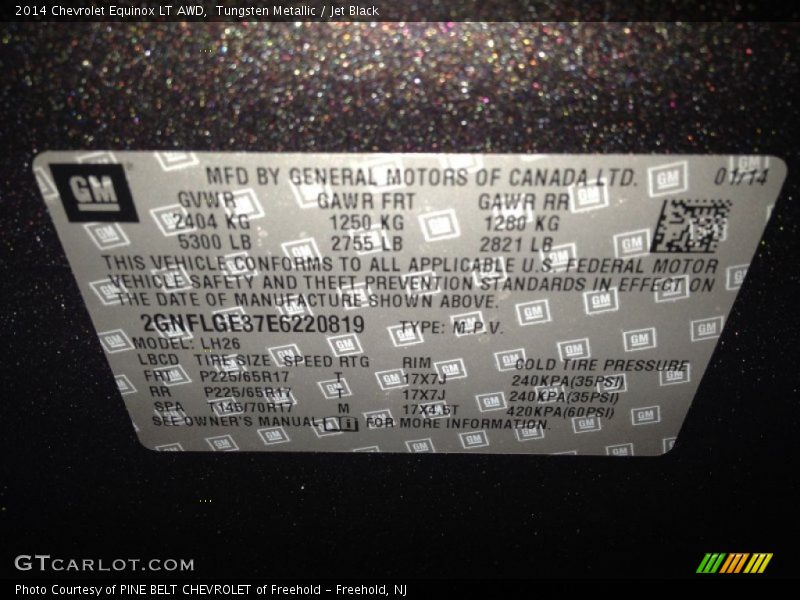 2014 Chevrolet Equinox LT AWD, Tungsten Metallic / Jet Black
GM
MFD BY GENERAL MOTORS OF CANADA LTD. 01/14
GVWR GAWR FRT GAWR RR
2404 KG 1250 KG 1280 KG
5300 LB 2755 LB 2821 LB
THIS VEHICLE CONFORMS TO ALL APPLICABLE U.S. FEDERAL MOTOR
VEHICLE SAFETY AND THEFT PREVENTION STANDARDS IN EFFECT ON
THE DATE OF MANUFACTURE SHOWN ABOVE.
2GNFLGE37E6220819 TYPE: M.P.V.
MODEL: LH26
LBCD TIRE SIZE SPEED RTG RIM COLD TIRE PRESSURE
FRT P225/65R17 T 17X7J 240KPA(35PSI)
RR P225/65R17 T 17X7J 240KPA(35PSI)
SPA T145/70R17 M 17X4.5T 420KPA(60PSI)
SEE OWNER'S MANUAL FOR MORE INFORMATION.
GTCARLOT.COM
Photo Courtesy of PINE BELT CHEVROLET of Freehold - Freehold, NJ